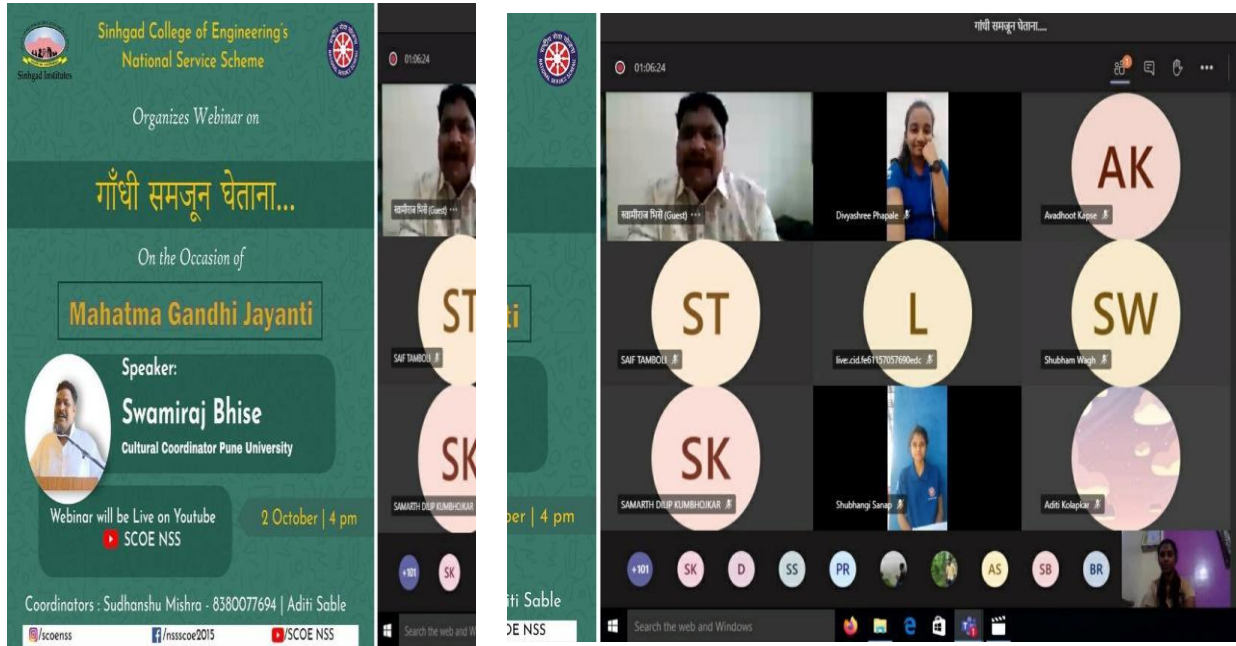 Sinhgad College of Engineering's
National Service Scheme
Sinhgad Institutes
Organizes Webinar on
गाँधी समजून घेताना...
On the Occasion of
Mahatma Gandhi Jayanti
Speaker:
Swamiraj Bhise
Cultural Coordinator Pune University
Webinar will be Live on Youtube
SCOE NSS
2 October | 4 pm
Coordinators : Sudhanshu Mishra - 8380077694 | Aditi Sable
@/scoenss
f/nssscoe2015
/SCOE NSS
01:06:24
स्वामीराज भिसे (Guest) ...
ST
SAIF TAMBOLI
SK
SAMARTH DILIP KUMBHOJKAR
+101
SK
Search the web and W
ti
ber | 4 pm
iti Sable
OE NSS
गांधी समजून घेताना....
01:06:24
1
स्वामीराज भिसे (Guest) ...
Divyashree Phapale
AK
Avadhoot Kapse
ST
SAIF TAMBOLI
L
live:.cid.fe61157057690edc
SW
Shubham Wagh
SK
SAMARTH DILIP KUMBHOJKAR
Shubhangi Sanap
Aditi Kolapkar
+101
SK
D
SS
PR
AS
SB
BR
Search the web and Windows